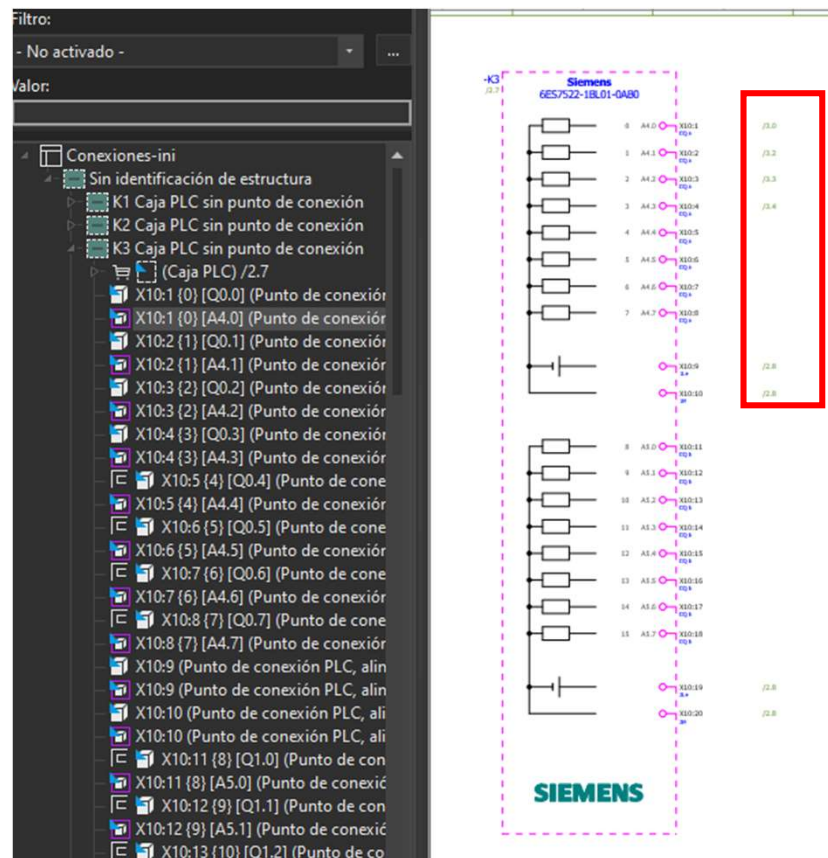 Filtro:
- No activado -
...
Valor:
Conexiones-ini
Sin identificación de estructura
K1 Caja PLC sin punto de conexión
K2 Caja PLC sin punto de conexión
K3 Caja PLC sin punto de conexión
(Caja PLC) /2.7
X10:1 {0} [Q0.0] (Punto de conexión
X10:1 {0} [A4.0] (Punto de conexión
X10:2 {1} [Q0.1] (Punto de conexión
X10:2 {1} [A4.1] (Punto de conexión
X10:3 {2} [Q0.2] (Punto de conexión
X10:3 {2} [A4.2] (Punto de conexión
X10:4 {3} [Q0.3] (Punto de conexión
X10:4 {3} [A4.3] (Punto de conexión
X10:5 {4} [Q0.4] (Punto de cone
X10:5 {4} [A4.4] (Punto de conexión
X10:6 {5} [Q0.5] (Punto de cone
X10:6 {5} [A4.5] (Punto de conexión
X10:7 {6} [Q0.6] (Punto de cone
X10:7 {6} [A4.6] (Punto de conexión
X10:8 {7} [Q0.7] (Punto de cone
X10:8 {7} [A4.7] (Punto de conexión
X10:9 (Punto de conexión PLC, alin
X10:9 (Punto de conexión PLC, alin
X10:10 (Punto de conexión PLC, ali
X10:10 (Punto de conexión PLC, ali
X10:11 {8} [Q1.0] (Punto de con
X10:11 {8} [A5.0] (Punto de conexió
X10:12 {9} [Q1.1] (Punto de con
X10:12 {9} [A5.1] (Punto de conexió
X10:13 {10} [Q1.2] (Punto de co
-K3
/2.7
Siemens
6ES7522-1BL01-0AB0
0 A4.0 X10:1 /3.0
1 A4.1 X10:2 /3.2
2 A4.2 X10:3 /3.3
3 A4.3 X10:4 /3.4
4 A4.4 X10:5
5 A4.5 X10:6
6 A4.6 X10:7
7 A4.7 X10:8
X10:9 /2.8
X10:10 /2.8
8 A5.0 X10:11
9 A5.1 X10:12
10 A5.2 X10:13
11 A5.3 X10:14
12 A5.4 X10:15
13 A5.5 X10:16
14 A5.6 X10:17
15 A5.7 X10:18
X10:19 /2.8
X10:20 /2.8
SIEMENS